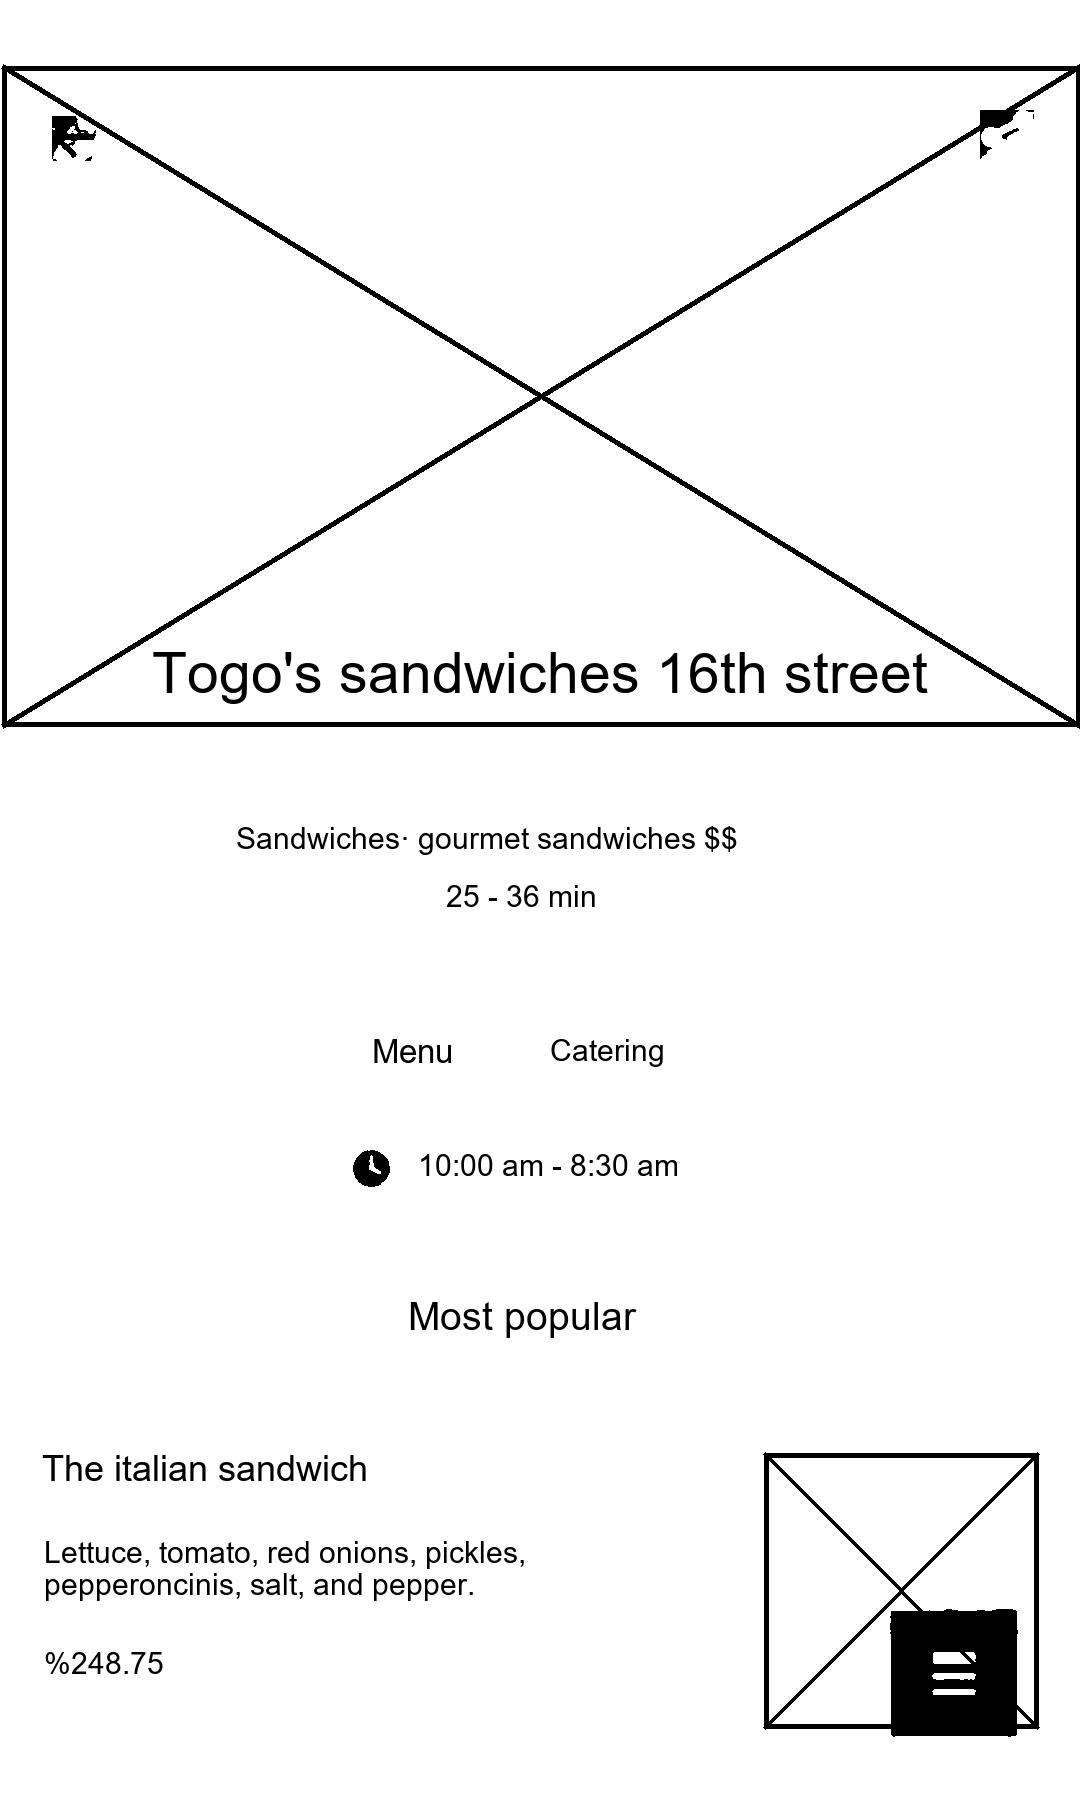 Togo's sandwiches 16th street
Sandwiches· gourmet sandwiches $$
25 - 36 min
Menu
Catering
10:00 am - 8:30 am
Most popular
The italian sandwich
Lettuce, tomato, red onions, pickles,
pepperoncinis, salt, and pepper.
%248.75